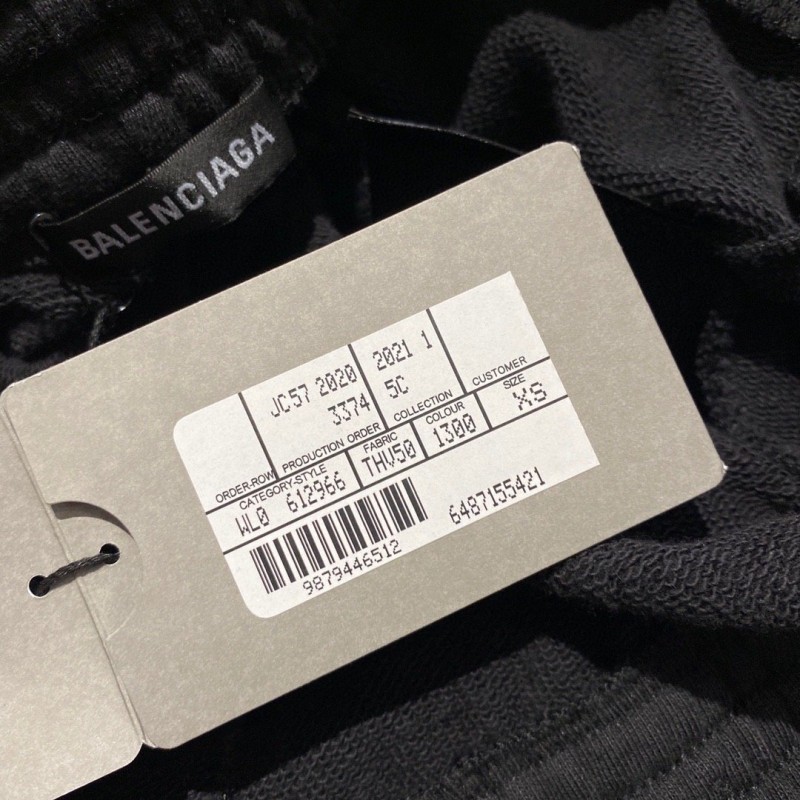 BALENCIAGA
JC57 2020
3374
2021 1
5C
ORDER-ROW
PRODUCTION ORDER
COLLECTION
CUSTOMER
CATEGORY-STYLE
FABRIC
COLOUR
SIZE
WL0 612966
THV50
1300
XS
9879446512
6487155421